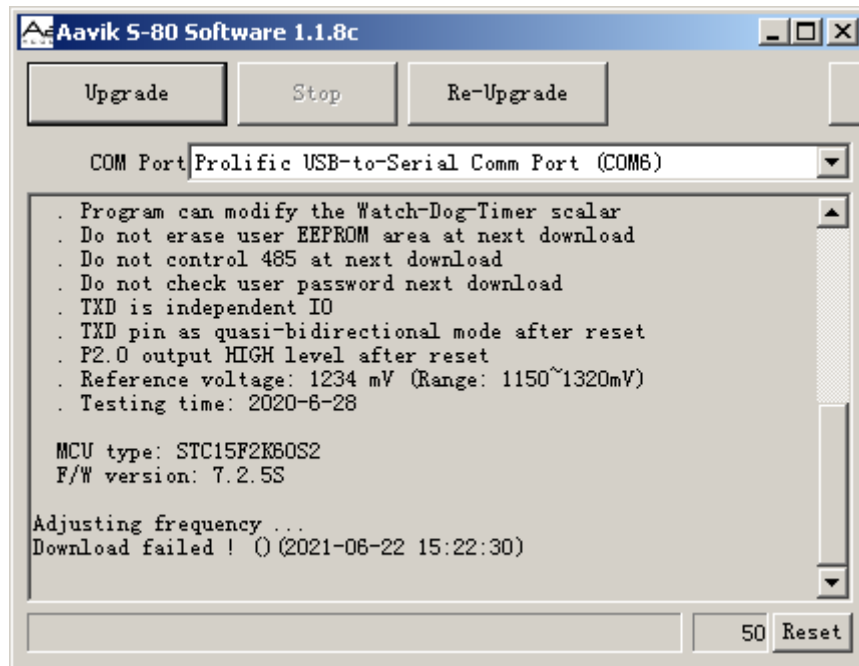 Aavik S-80 Software 1.1.8c
Upgrade Stop Re-Upgrade
COM Port Prolific USB-to-Serial Comm Port (COM6)
. Program can modify the Watch-Dog-Timer scalar
. Do not erase user EEPROM area at next download
. Do not control 485 at next download
. Do not check user password next download
. TXD is independent IO
. TXD pin as quasi-bidirectional mode after reset
. P2.0 output HIGH level after reset
. Reference voltage: 1234 mV (Range: 1150~1320mV)
. Testing time: 2020-6-28
MCU type: STC15F2K60S2
F/W version: 7.2.5S
Adjusting frequency ...
Download failed ! ()(2021-06-22 15:22:30)
50 Reset